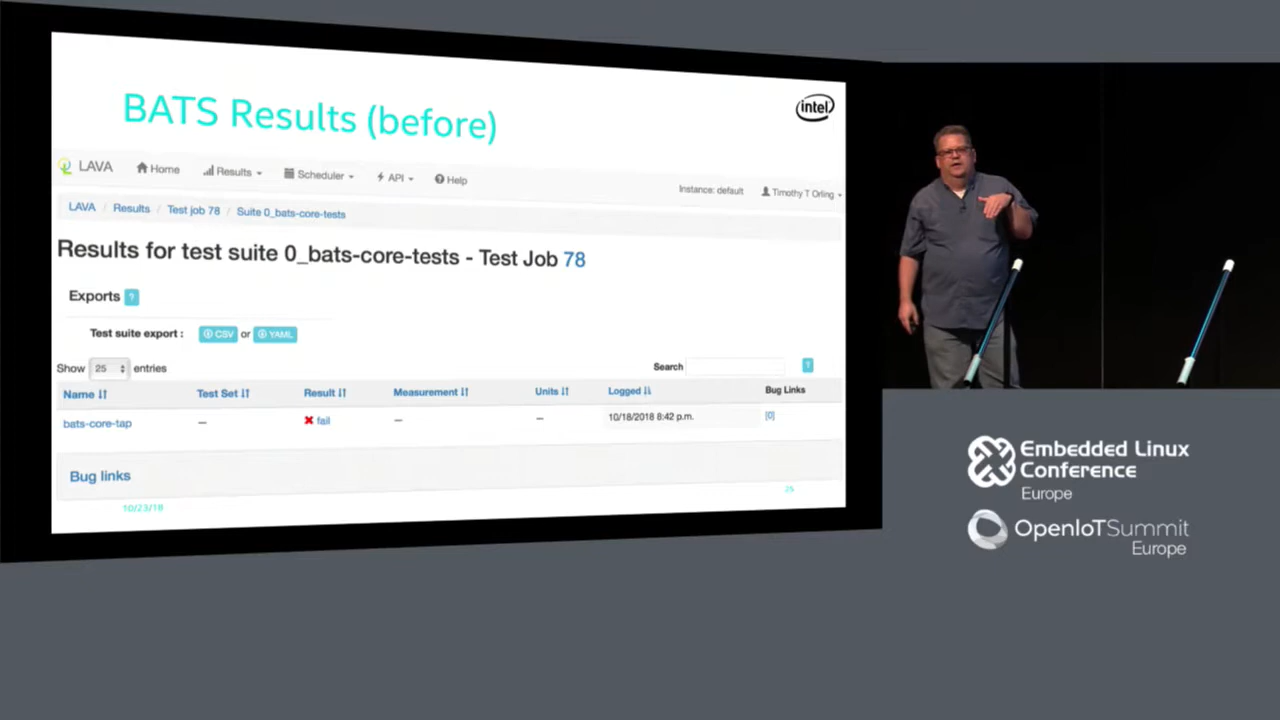 BATS Results (before)
intel
LAVA Home Results Scheduler API Help
Instance: default Timothy T Orling
LAVA / Results / Test job 78 / Suite 0_bats-core-tests
Results for test suite 0_bats-core-tests - Test Job 78
Exports ?
Test suite export : CSV or YAML
Show 25 entries
Search ?
Name Test Set Result Measurement Units Logged Bug Links
bats-core-tap — fail — — 10/18/2018 8:42 p.m. [0]
Bug links
10/23/18
25
Embedded Linux
Conference
Europe
OpenIoTSummit
Europe